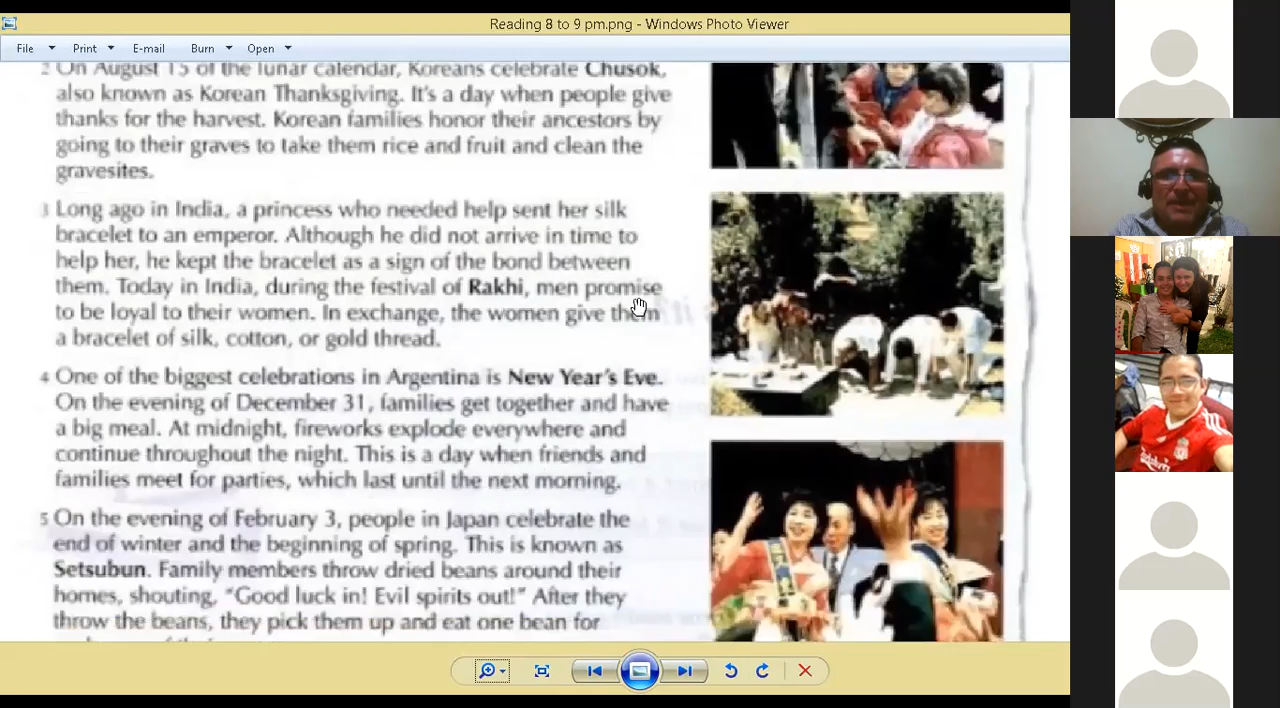 Reading 8 to 9 pm.png - Windows Photo Viewer
File Print E-mail Burn Open
2 On August 15 of the lunar calendar, Koreans celebrate Chusok,
also known as Korean Thanksgiving. It's a day when people give
thanks for the harvest. Korean families honor their ancestors by
going to their graves to take them rice and fruit and clean the
gravesites.
3 Long ago in India, a princess who needed help sent her silk
bracelet to an emperor. Although he did not arrive in time to
help her, he kept the bracelet as a sign of the bond between
them. Today in India, during the festival of Rakhi, men promise
to be loyal to their women. In exchange, the women give them
a bracelet of silk, cotton, or gold thread.
4 One of the biggest celebrations in Argentina is New Year's Eve.
On the evening of December 31, families get together and have
a big meal. At midnight, fireworks explode everywhere and
continue throughout the night. This is a day when friends and
families meet for parties, which last until the next morning.
5 On the evening of February 3, people in Japan celebrate the
end of winter and the beginning of spring. This is known as
Setsubun. Family members throw dried beans around their
homes, shouting, "Good luck in! Evil spirits out!" After they
throw the beans, they pick them up and eat one bean for